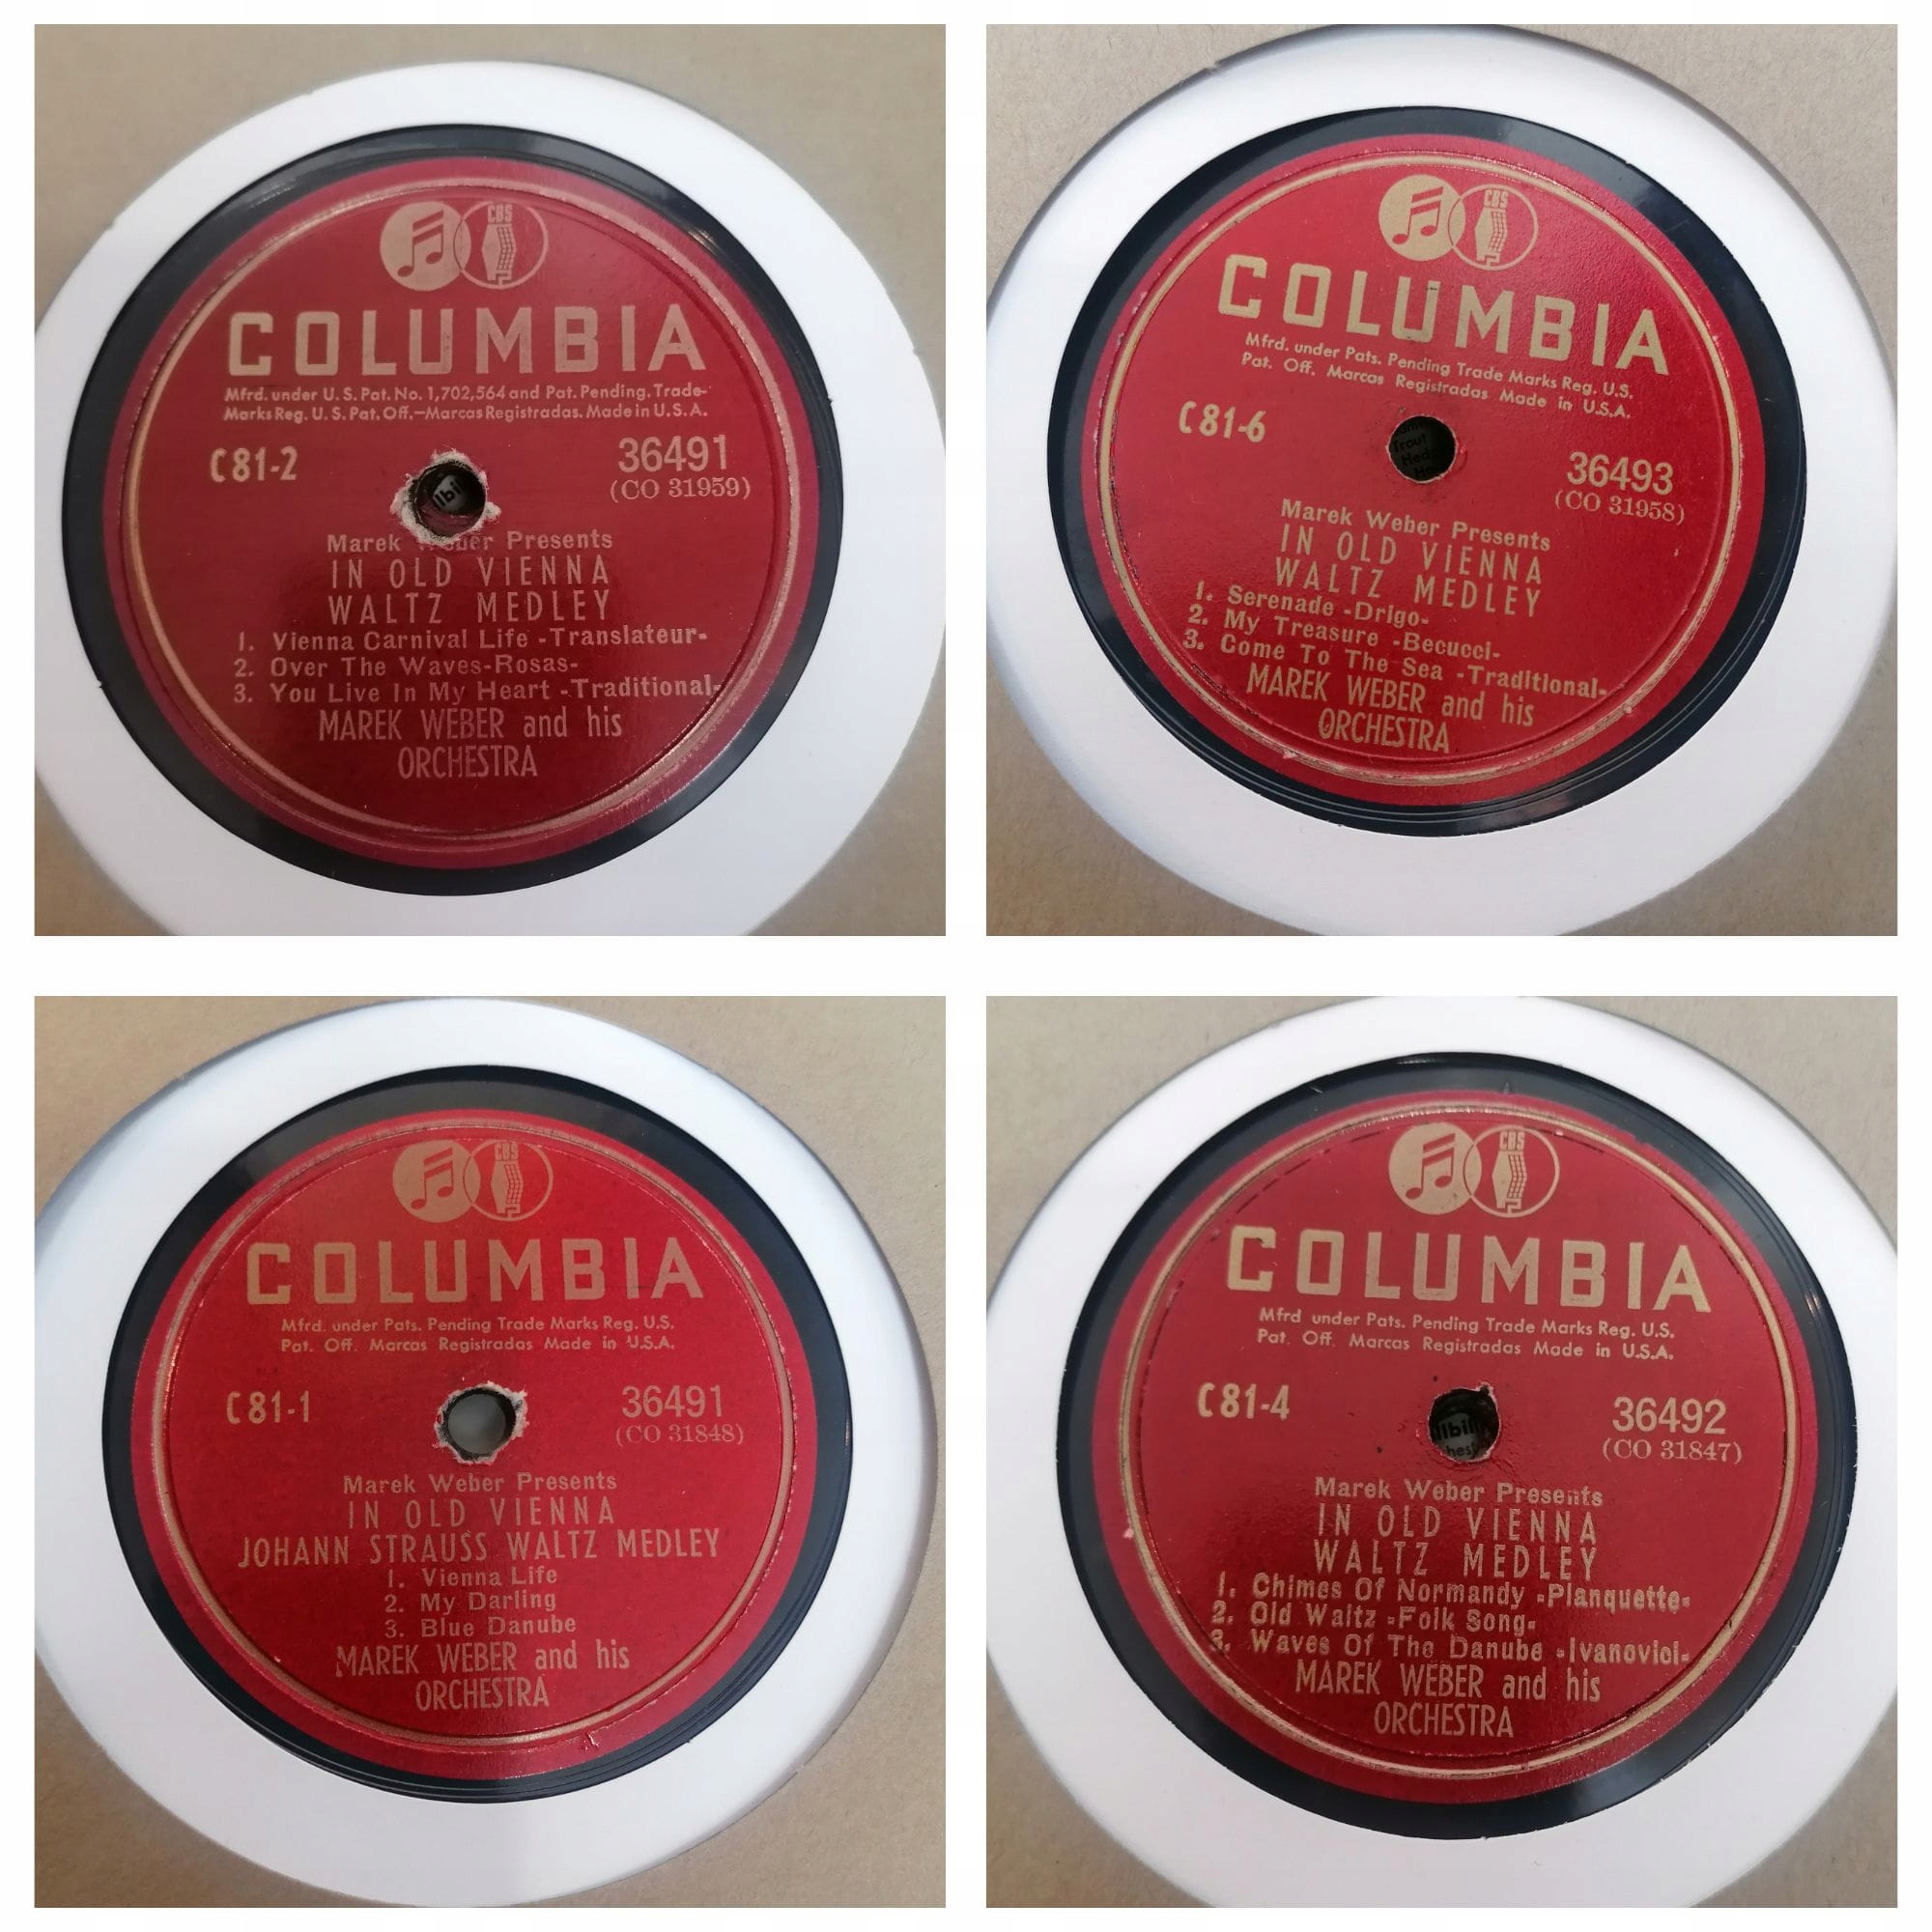 CBS
COLUMBIA
Mfrd. under U.S. Pat. No. 1,702,564 and Pat. Pending. Trade-
Marks Reg. U.S. Pat. Off.—Marcas Registradas. Made in U.S.A.
C 81-2
36491
(CO 31959)
Marek Weber Presents
IN OLD VIENNA
WALTZ MEDLEY
1. Vienna Carnival Life -Translateur-
2. Over The Waves-Rosas-
3. You Live In My Heart -Traditional-
MAREK WEBER and his
ORCHESTRA
CBS
COLUMBIA
Mfrd. under Pats. Pending Trade Marks Reg. U.S.
Pat. Off. Marcas Registradas Made in U.S.A.
C 81-6
36493
(CO 31958)
Marek Weber Presents
IN OLD VIENNA
WALTZ MEDLEY
1. Serenade -Drigo-
2. My Treasure -Becucci-
3. Come To The Sea -Traditional-
MAREK WEBER and his
ORCHESTRA
CBS
COLUMBIA
Mfrd. under Pats. Pending Trade Marks Reg. U.S.
Pat. Off. Marcas Registradas Made in U.S.A.
C 81-1
36491
(CO 31848)
Marek Weber Presents
IN OLD VIENNA
JOHANN STRAUSS WALTZ MEDLEY
1. Vienna Life
2. My Darling
3. Blue Danube
MAREK WEBER and his
ORCHESTRA
CBS
COLUMBIA
Mfrd under Pats. Pending Trade Marks Reg. U.S.
Pat. Off. Marcas Registradas Made in U.S.A.
C 81-4
36492
(CO 31847)
Marek Weber Presents
IN OLD VIENNA
WALTZ MEDLEY
1. Chimes Of Normandy -Planquette-
2. Old Waltz -Folk Song-
3. Waves Of The Danube -Ivanovici-
MAREK WEBER and his
ORCHESTRA